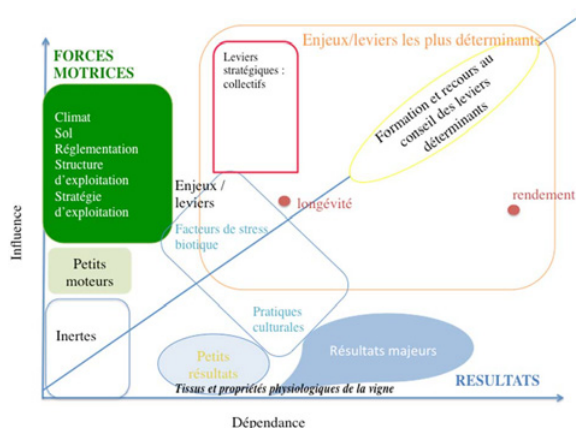 Enjeux/leviers les plus déterminants
FORCES
MOTRICES
Leviers
stratégiques :
collectifs
Formation et recours au
conseil des leviers
déterminants
Climat
Sol
Réglementation
Structure
d'exploitation
Stratégie
d'exploitation
Enjeux /
leviers
longévité
rendement
Facteurs de stress
biotique
Influence
Petits
moteurs
Pratiques
culturales
Inertes
Petits
résultats
Résultats majeurs
RESULTATS
Tissus et propriétés physiologiques de la vigne
Dépendance